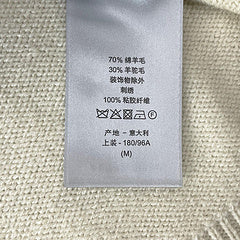 70% 绵羊毛
30% 羊驼毛
装饰物除外
刺绣
100% 粘胶纤维
产地 - 意大利
上装 - 180/96A
(M)